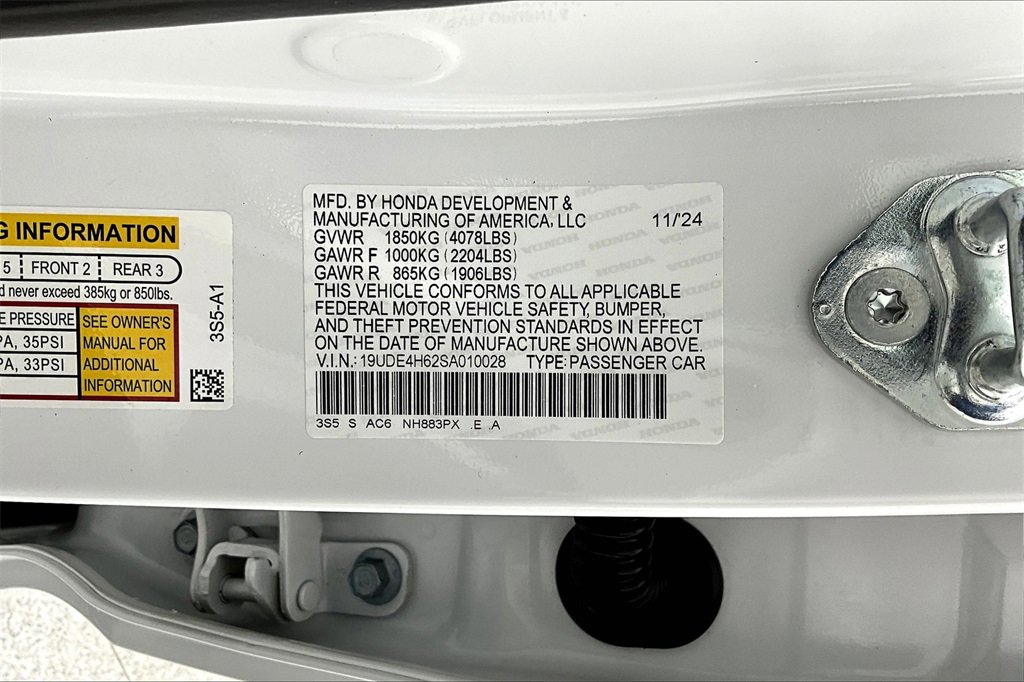 G INFORMATION
5 FRONT 2 REAR 3
d never exceed 385kg or 850lbs.
E PRESSURE
PA, 35PSI
PA, 33PSI
SEE OWNER'S
MANUAL FOR
ADDITIONAL
INFORMATION
3S5-A1
MFD. BY HONDA DEVELOPMENT &
MANUFACTURING OF AMERICA, LLC 11/24
GVWR 1850KG (4078LBS)
GAWR F 1000KG (2204LBS)
GAWR R 865KG (1906LBS)
THIS VEHICLE CONFORMS TO ALL APPLICABLE
FEDERAL MOTOR VEHICLE SAFETY, BUMPER,
AND THEFT PREVENTION STANDARDS IN EFFECT
ON THE DATE OF MANUFACTURE SHOWN ABOVE.
V.I.N.: 19UDE4H62SA010028 TYPE: PASSENGER CAR
3S5 S AC6 NH883PX .E .A